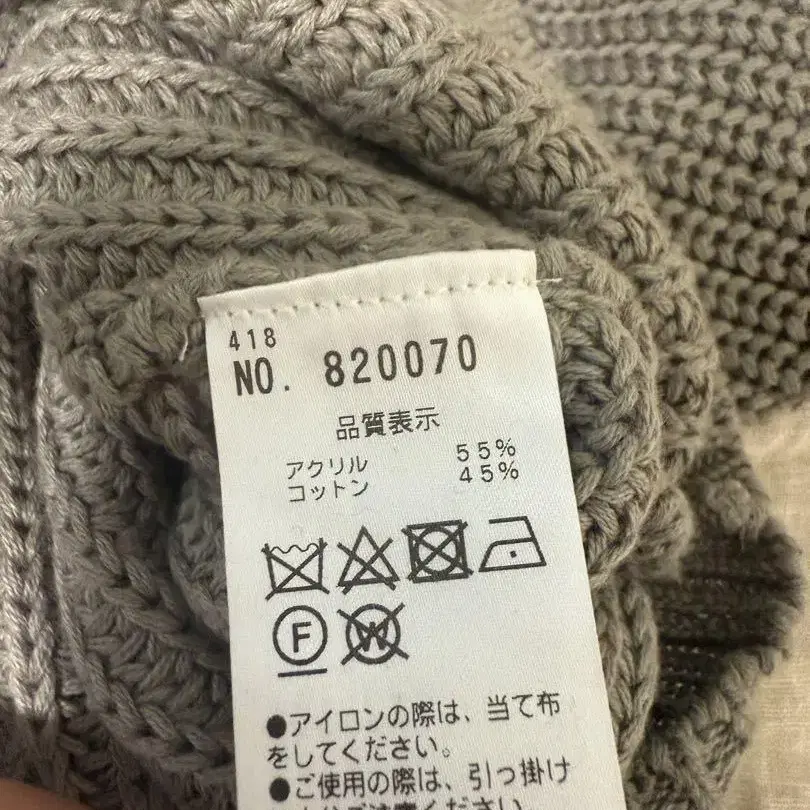 418
NO. 820070
品質表示
アクリル 55%
コットン 45%
F W
●アイロンの際は、当て布
をしてください。
●ご使用の際は、引っ掛け